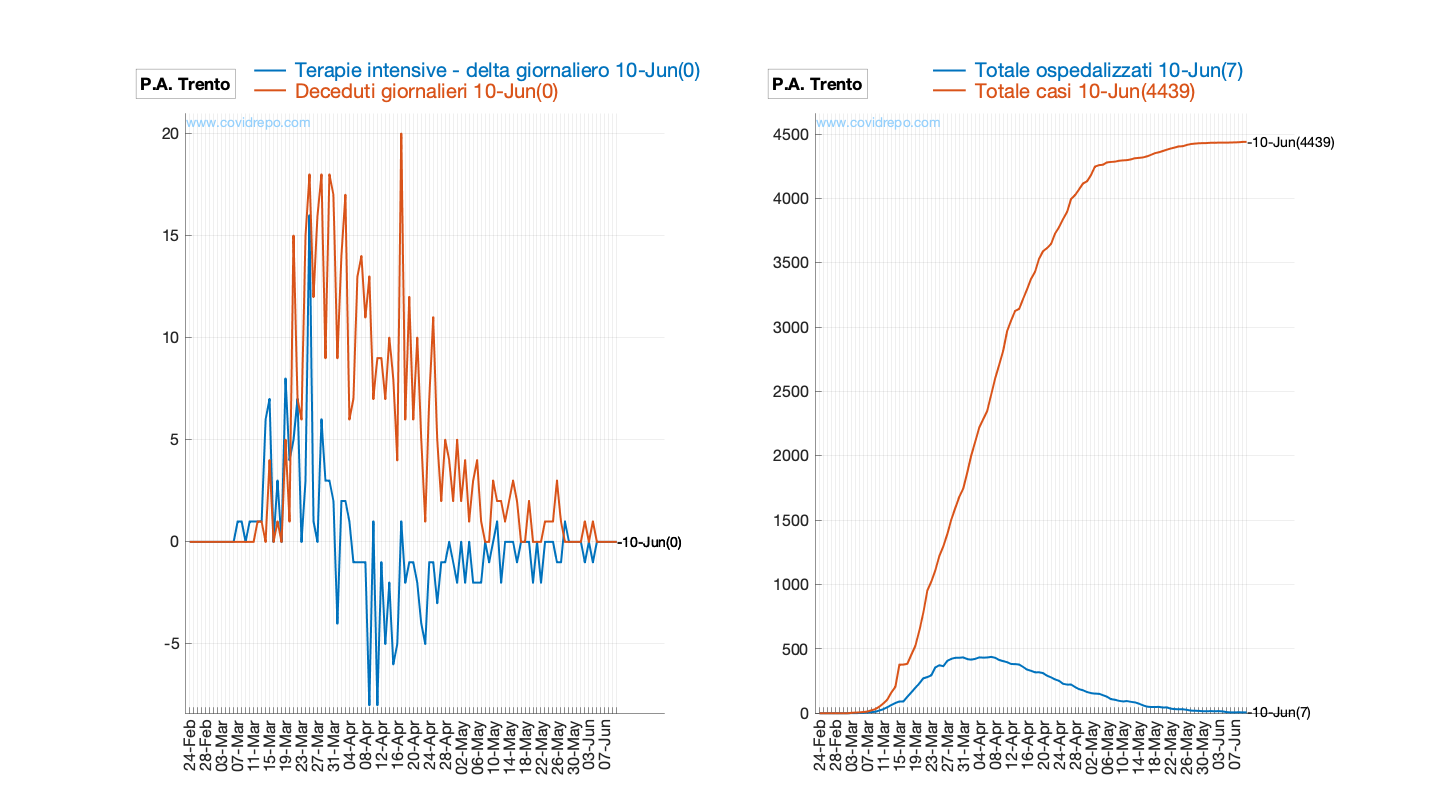 P.A. Trento
Terapie intensive - delta giornaliero 10-Jun(0)
Deceduti giornalieri 10-Jun(0)
www.covidrepo.com
20
15
10
5
0
-5
-10-Jun(0)
24-Feb
28-Feb
03-Mar
07-Mar
11-Mar
15-Mar
19-Mar
23-Mar
27-Mar
31-Mar
04-Apr
08-Apr
12-Apr
16-Apr
20-Apr
24-Apr
28-Apr
02-May
06-May
10-May
14-May
18-May
22-May
26-May
30-May
03-Jun
07-Jun
P.A. Trento
Totale ospedalizzati 10-Jun(7)
Totale casi 10-Jun(4439)
www.covidrepo.com
4500
4000
3500
3000
2500
2000
1500
1000
500
0
-10-Jun(4439)
-10-Jun(7)
24-Feb
28-Feb
03-Mar
07-Mar
11-Mar
15-Mar
19-Mar
23-Mar
27-Mar
31-Mar
04-Apr
08-Apr
12-Apr
16-Apr
20-Apr
24-Apr
28-Apr
02-May
06-May
10-May
14-May
18-May
22-May
26-May
30-May
03-Jun
07-Jun